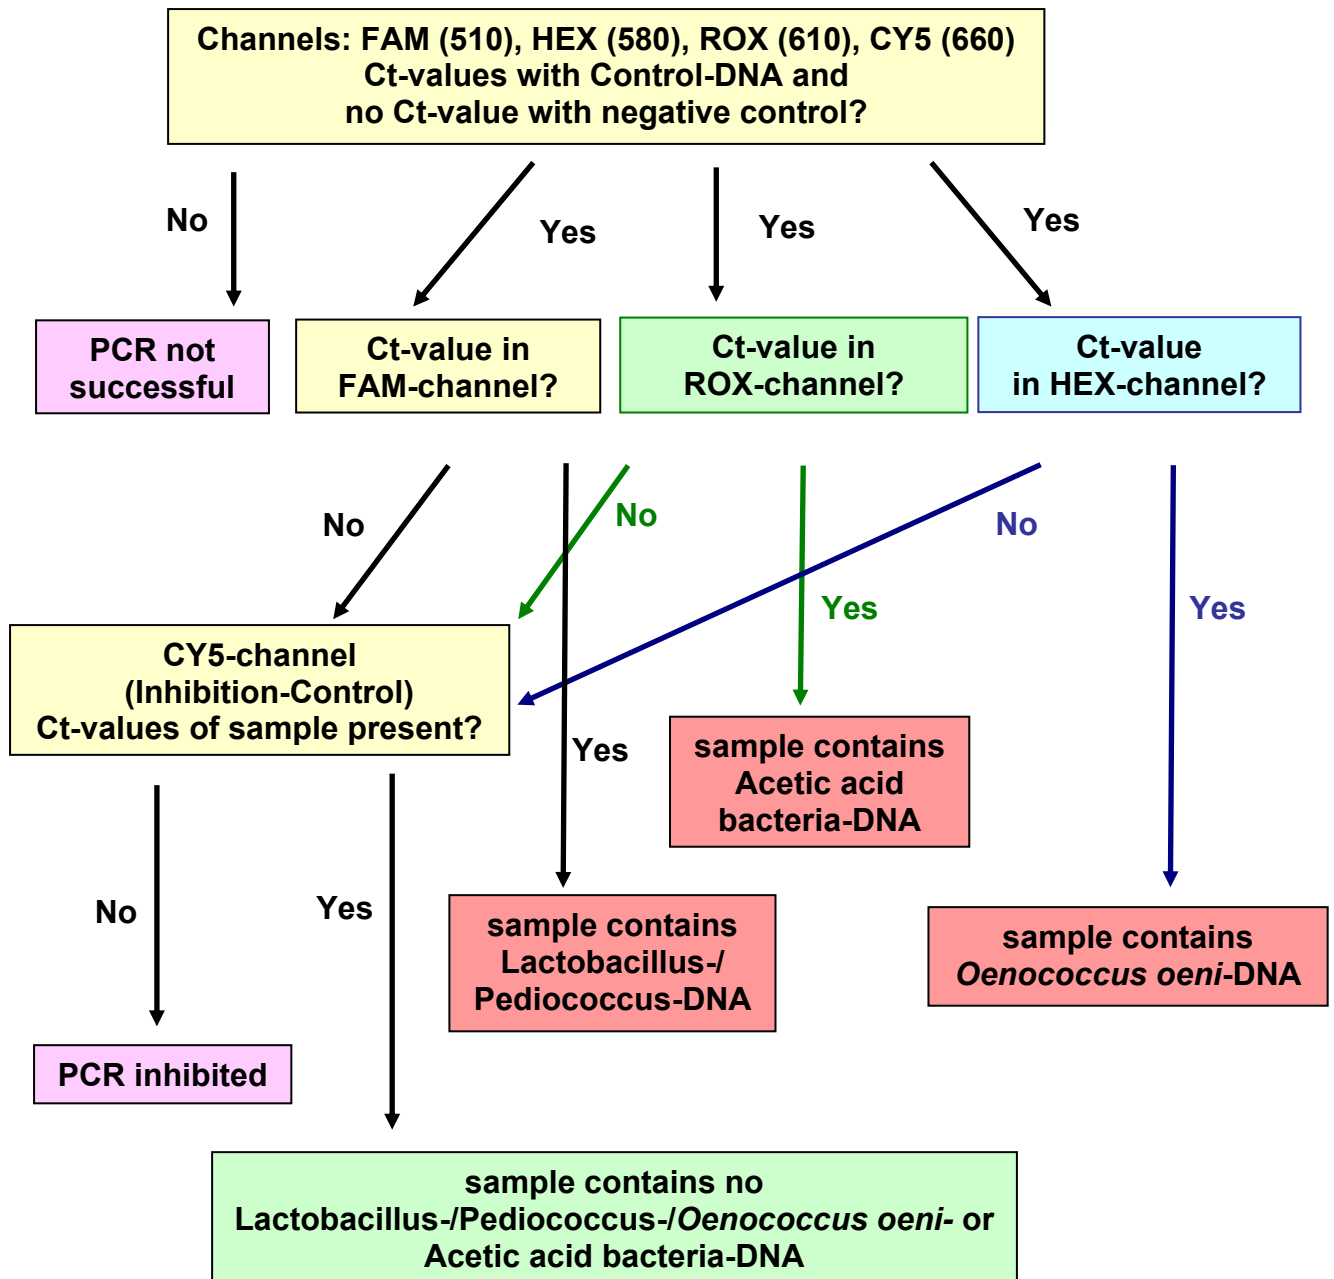 Channels: FAM (510), HEX (580), ROX (610), CY5 (660)
Ct-values with Control-DNA and
no Ct-value with negative control?
No
Yes
Yes
Yes
PCR not
successful
Ct-value in
FAM-channel?
Ct-value in
ROX-channel?
Ct-value
in HEX-channel?
No
No
No
Yes
Yes
CY5-channel
(Inhibition-Control)
Ct-values of sample present?
Yes
sample contains
Acetic acid
bacteria-DNA
No
Yes
sample contains
Lactobacillus-/
Pediococcus-DNA
sample contains
Oenococcus oeni-DNA
PCR inhibited
sample contains no
Lactobacillus-/Pediococcus-/Oenococcus oeni- or
Acetic acid bacteria-DNA